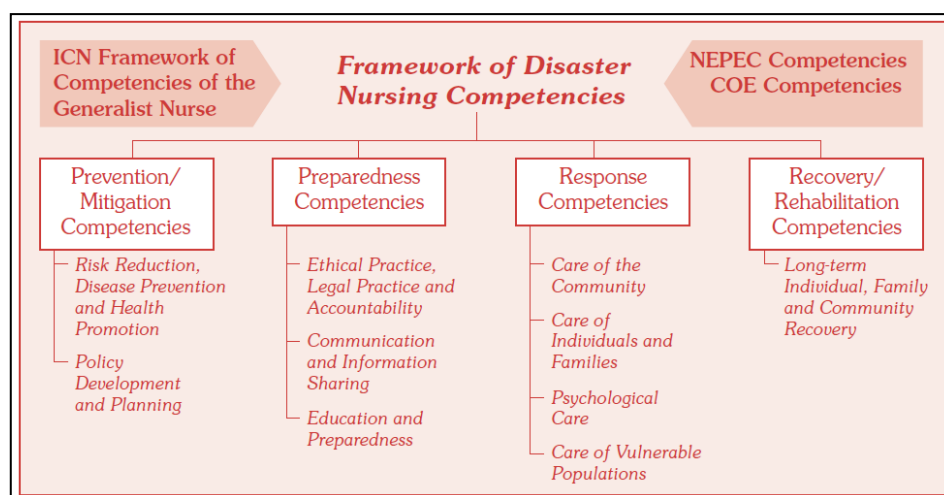 ICN Framework of
Competencies of the
Generalist Nurse
Framework of Disaster
Nursing Competencies
NEPEC Competencies
COE Competencies
Prevention/
Mitigation
Competencies
Risk Reduction,
Disease Prevention
and Health
Promotion
Policy
Development
and Planning
Preparedness
Competencies
Ethical Practice,
Legal Practice and
Accountability
Communication
and Information
Sharing
Education and
Preparedness
Response
Competencies
Care of the
Community
Care of
Individuals and
Families
Psychological
Care
Care of Vulnerable
Populations
Recovery/
Rehabilitation
Competencies
Long-term
Individual, Family
and Community
Recovery